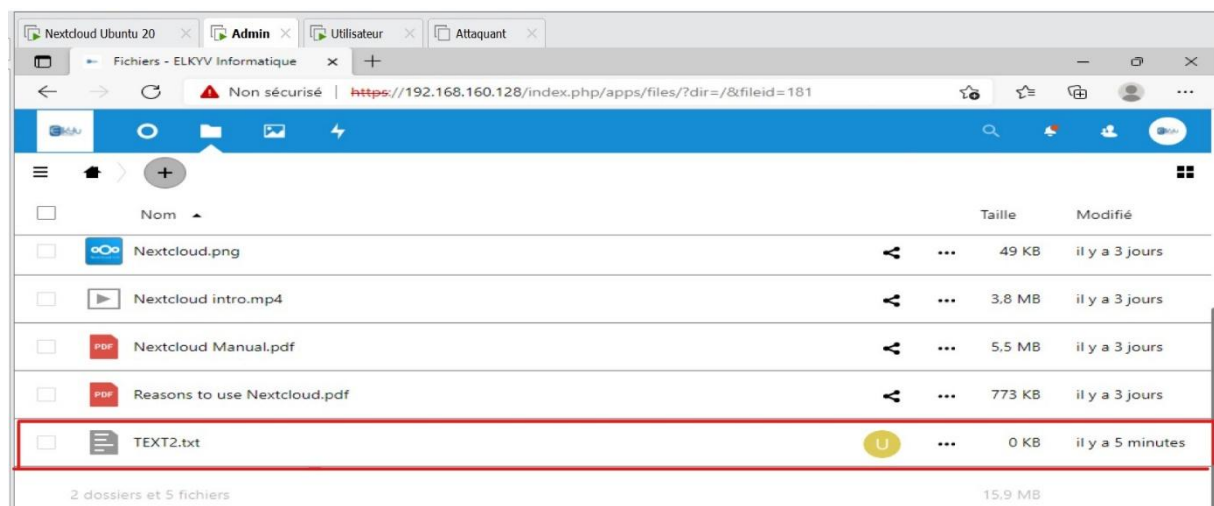 Nextcloud Ubuntu 20 Admin Utilisateur Attaquant
Fichiers - ELKYV Informatique
Non sécurisé | https://192.168.160.128/index.php/apps/files/?dir=/&fileid=181
Nom Taille Modifié
Nextcloud.png 49 KB il y a 3 jours
Nextcloud intro.mp4 3,8 MB il y a 3 jours
PDF Nextcloud Manual.pdf 5,5 MB il y a 3 jours
PDF Reasons to use Nextcloud.pdf 773 KB il y a 3 jours
TEXT2.txt U 0 KB il y a 5 minutes
2 dossiers et 5 fichiers 15,9 MB